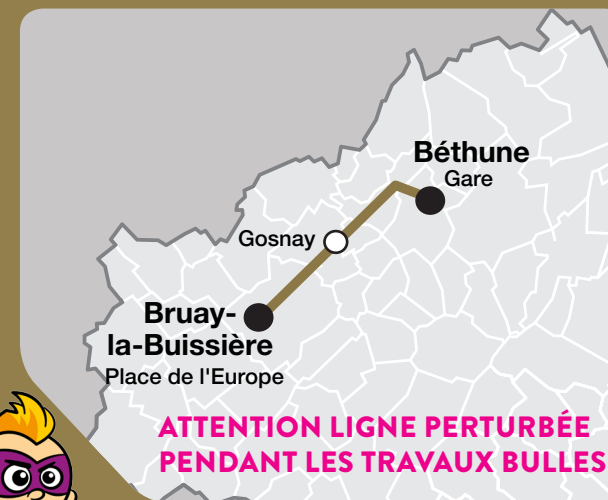 Béthune
Gare
Gosnay
Bruay-
la-Buissière
Place de l'Europe
ATTENTION LIGNE PERTURBÉE
PENDANT LES TRAVAUX BULLES